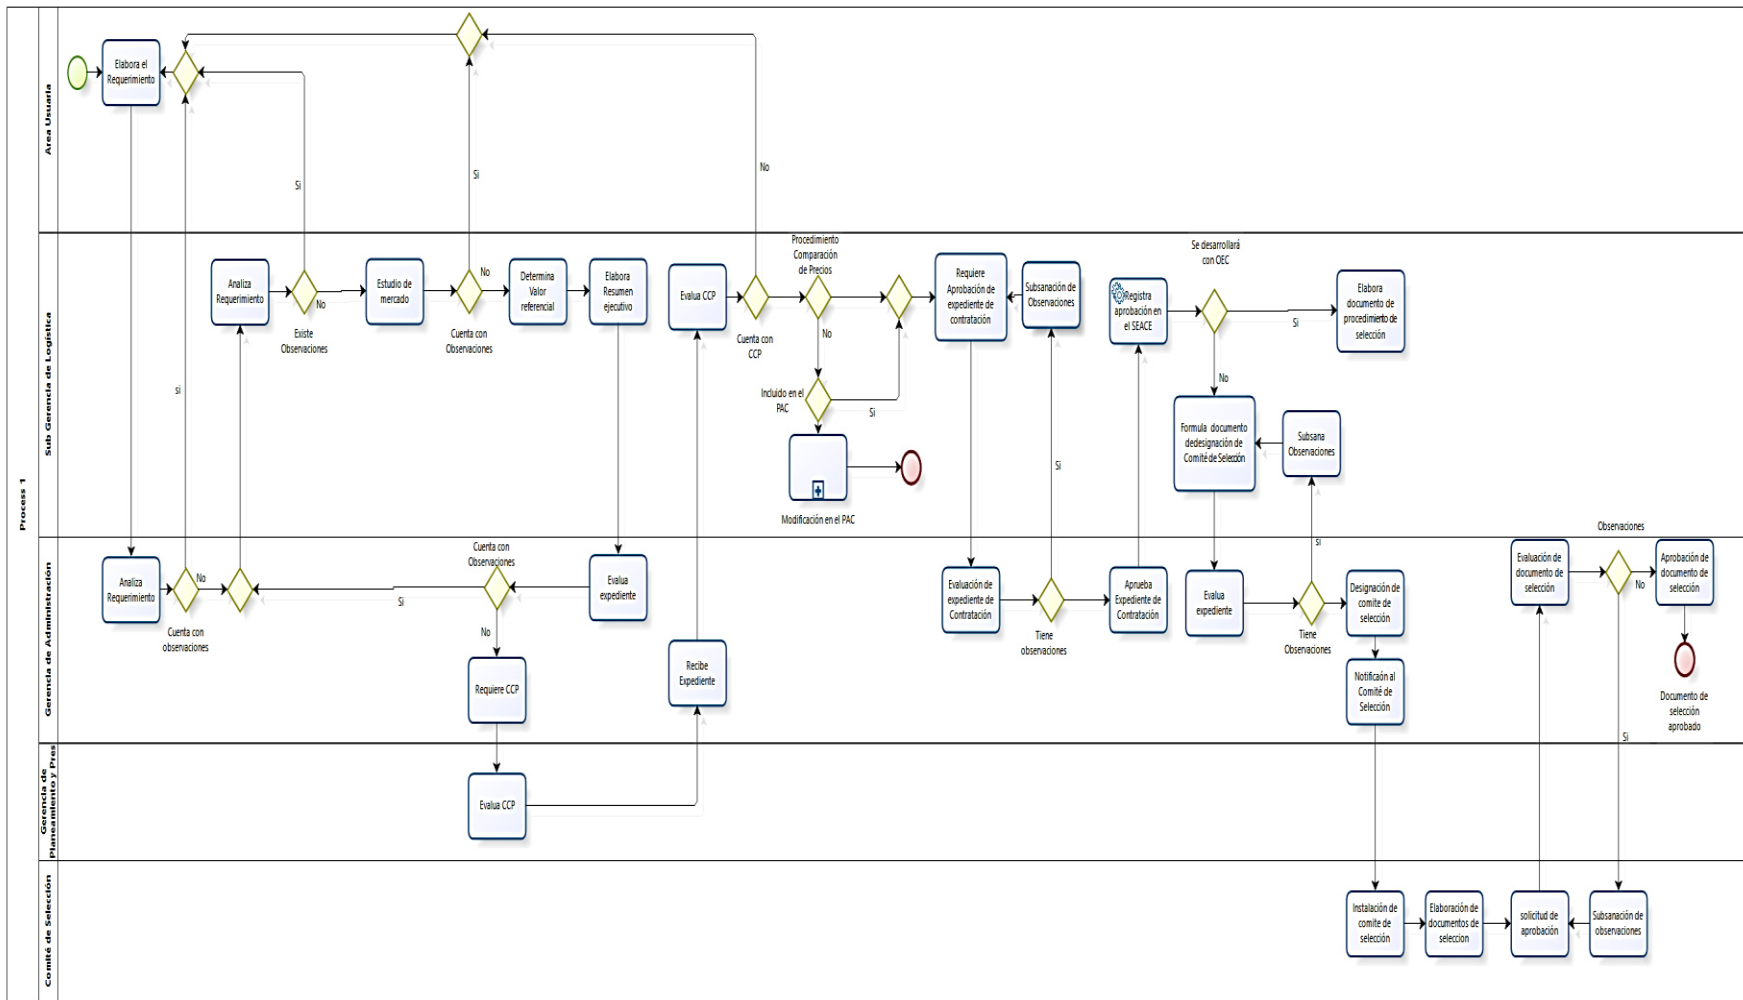 Process 1
Area Usuaria
Elabora el
Requerimiento
Si
Si
No
si
Sub Gerencia de Logística
Analiza
Requerimiento
No
Existe
Observaciones
Estudio de
mercado
No
Cuenta con
Observaciones
Determina
Valor
referencial
Elabora
Resumen
ejecutivo
Evalua CCP
Cuenta con
CCP
Procedimiento
Comparación
de Precios
No
Incluido en el
PAC
Si
Modificación en el PAC
Requiere
Aprobación de
expediente de
contratación
Subsanación de
Observaciones
Si
Registra
aprobación en
el SEACE
Se desarrollará
con OEC
Si
No
Elabora
documento de
procedimiento de
selección
Formula documento
dedesignación de
Comité de Selección
Subsana
Observaciones
si
Gerencia de Administración
Analiza
Requerimiento
No
Cuenta con
observaciones
Cuenta con
Observaciones
Si
No
Evalua
expediente
Requiere CCP
Recibe
Expediente
Evaluación de
expediente de
Contratación
Tiene
observaciones
Aprueba
Expediente de
Contratación
Evalua
expediente
Tiene
Observaciones
Designación de
comite de
selección
Notificaón al
Comité de
Selección
Evaluación de
documento de
selección
Observaciones
No
Si
Aprobación de
documento de
selección
Documento de
selección
aprobado
Gerencia de
Planeamiento y Pres
Evalua CCP
Comité de Selección
Instalación de
comite de
selección
Elaboración de
documentos de
seleccion
solicitud de
aprobación
Subsanación de
observaciones